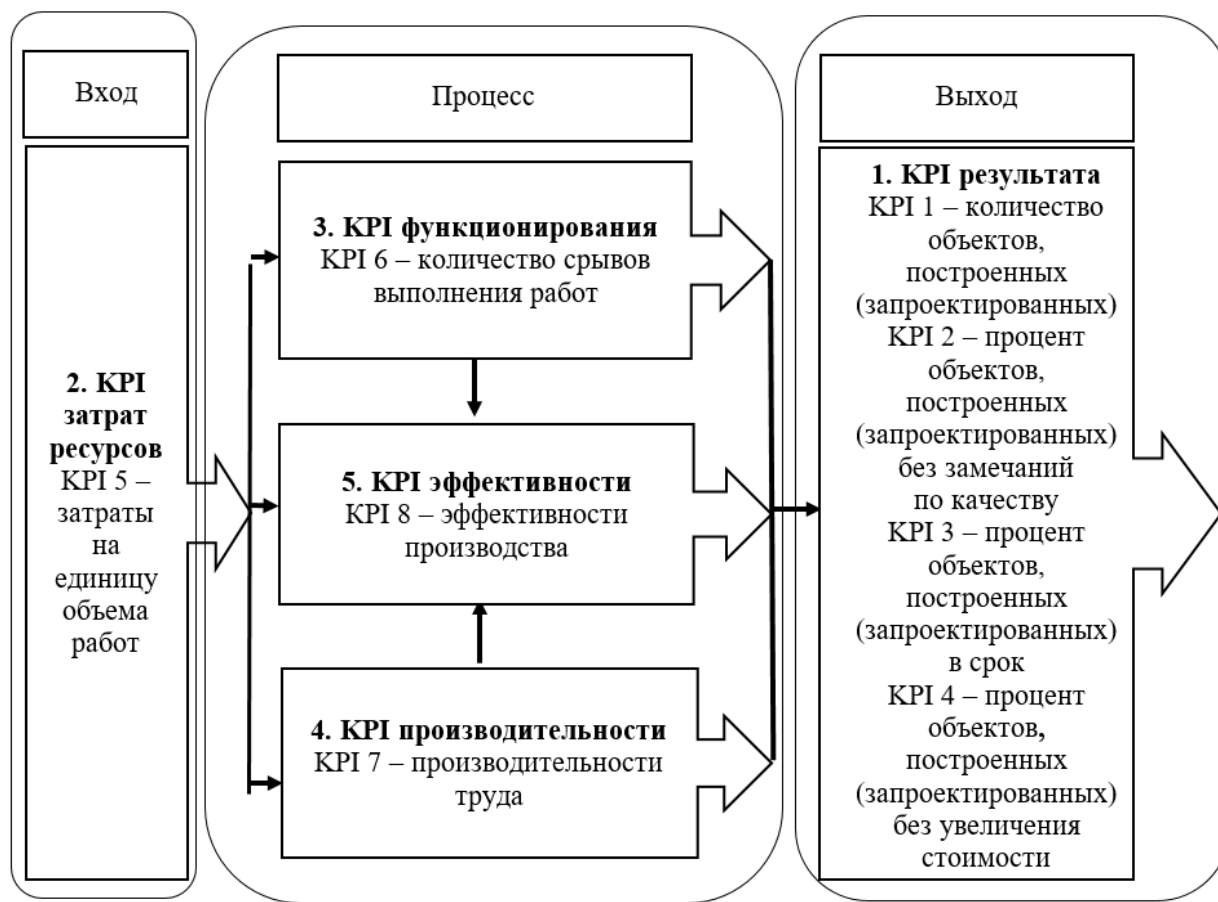 Вход
2. KPI
затрат
ресурсов
KPI 5 –
затраты
на
единицу
объема
работ
Процесс
3. KPI функционирования
KPI 6 – количество срывов
выполнения работ
5. KPI эффективности
KPI 8 – эффективности
производства
4. KPI производительности
KPI 7 – производительности
труда
Выход
1. KPI результата
KPI 1 – количество
объектов,
построенных
(запроектированных)
KPI 2 – процент
объектов,
построенных
(запроектированных)
без замечаний
по качеству
KPI 3 – процент
объектов,
построенных
(запроектированных)
в срок
KPI 4 – процент
объектов,
построенных
(запроектированных)
без увеличения
стоимости